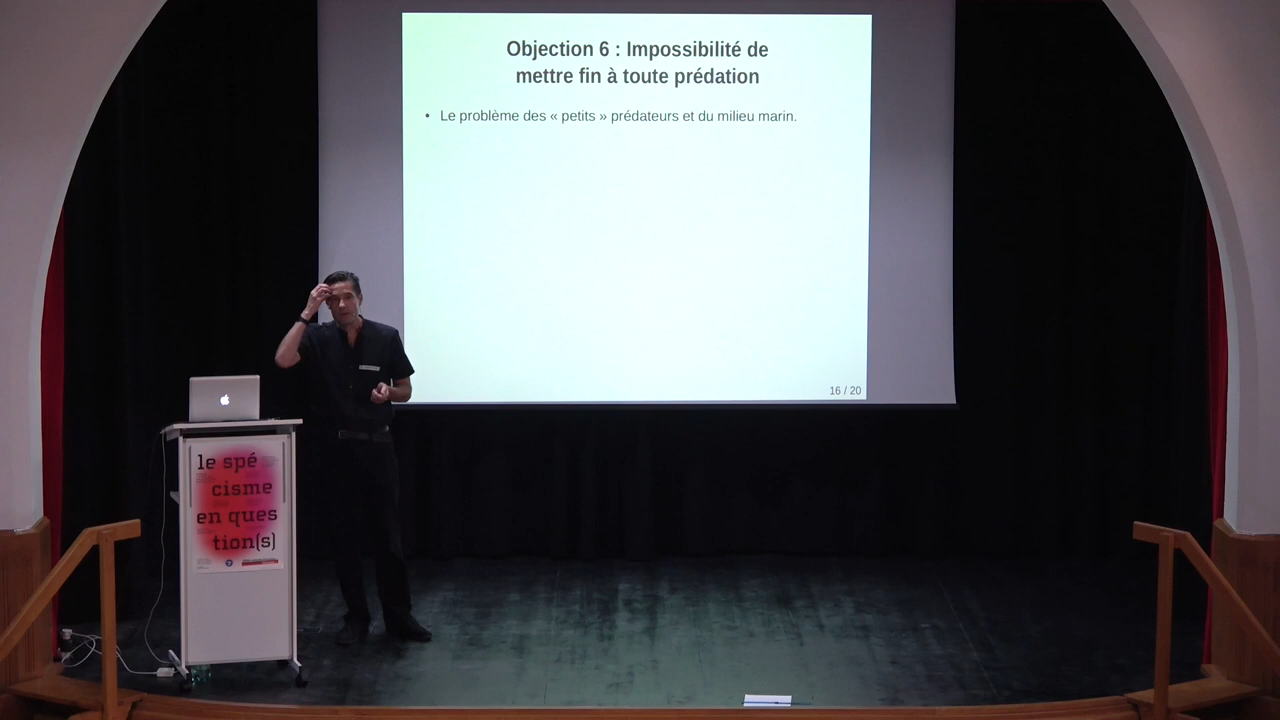 Objection 6 : Impossibilité de
mettre fin à toute prédation
• Le problème des « petits » prédateurs et du milieu marin.
16 / 20
le spé
cisme
en ques
tion(s)